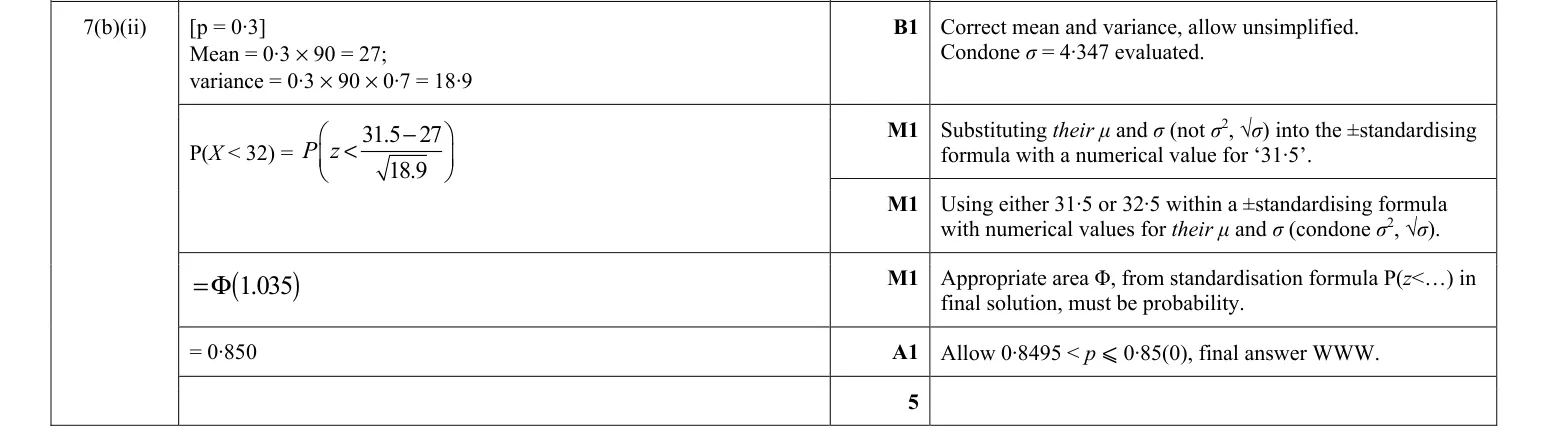 7(b)(ii)
[p = 0·3]
Mean = 0·3 × 90 = 27;
variance = 0·3 × 90 × 0·7 = 18·9
B1
Correct mean and variance, allow unsimplified.
Condone σ = 4·347 evaluated.
P(X < 32) = P(z < (31.5 − 27)/√18.9)
M1
Substituting their μ and σ (not σ², √σ) into the ±standardising
formula with a numerical value for ‘31·5’.
M1
Using either 31·5 or 32·5 within a ±standardising formula
with numerical values for their μ and σ (condone σ², √σ).
= Φ(1.035)
M1
Appropriate area Φ, from standardisation formula P(z<…) in
final solution, must be probability.
= 0·850
A1
Allow 0·8495 < p ⩽ 0·85(0), final answer WWW.
5